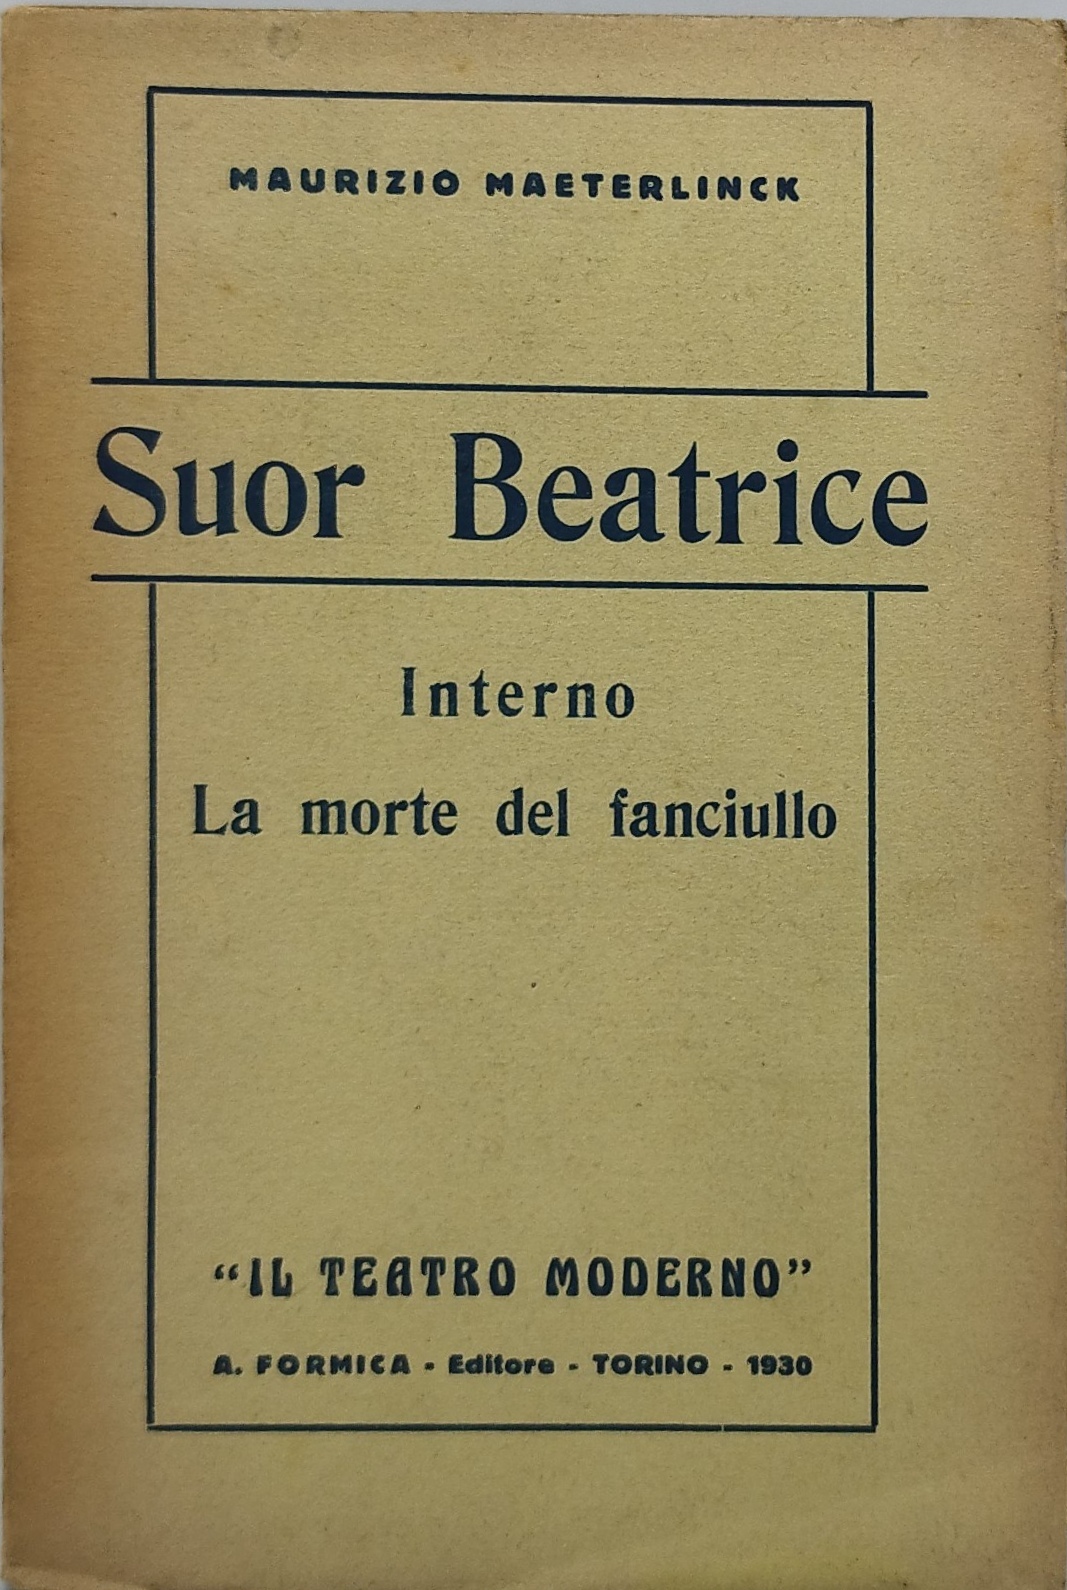 MAURIZIO MAETERLINCK
Suor Beatrice
Interno
La morte del fanciullo
“IL TEATRO MODERNO”
A. FORMICA - Editore - TORINO - 1930